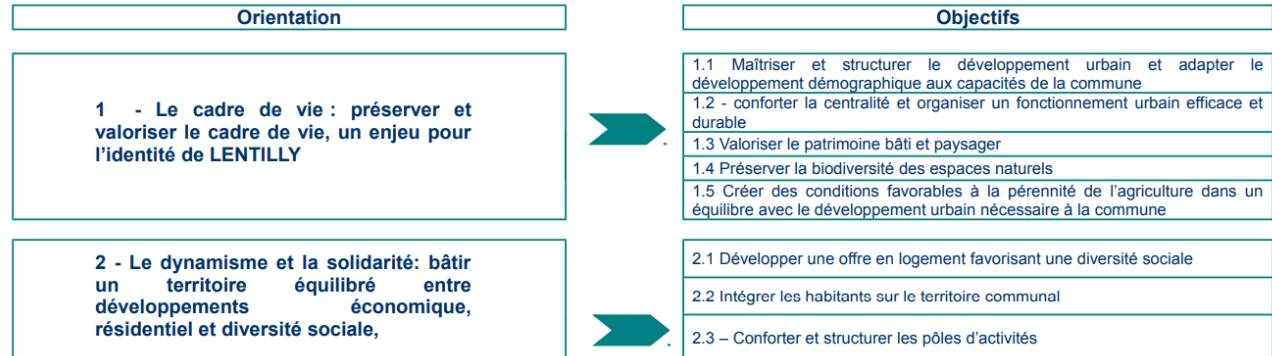 Orientation
Objectifs
1 - Le cadre de vie : préserver et
valoriser le cadre de vie, un enjeu pour
l'identité de LENTILLY
1.1 Maîtriser et structurer le développement urbain et adapter le
développement démographique aux capacités de la commune
1.2 - conforter la centralité et organiser un fonctionnement urbain efficace et
durable
1.3 Valoriser le patrimoine bâti et paysager
1.4 Préserver la biodiversité des espaces naturels
1.5 Créer des conditions favorables à la pérennité de l'agriculture dans un
équilibre avec le développement urbain nécessaire à la commune
2 - Le dynamisme et la solidarité: bâtir
un territoire équilibré entre
développements économique,
résidentiel et diversité sociale,
2.1 Développer une offre en logement favorisant une diversité sociale
2.2 Intégrer les habitants sur le territoire communal
2.3 – Conforter et structurer les pôles d'activités